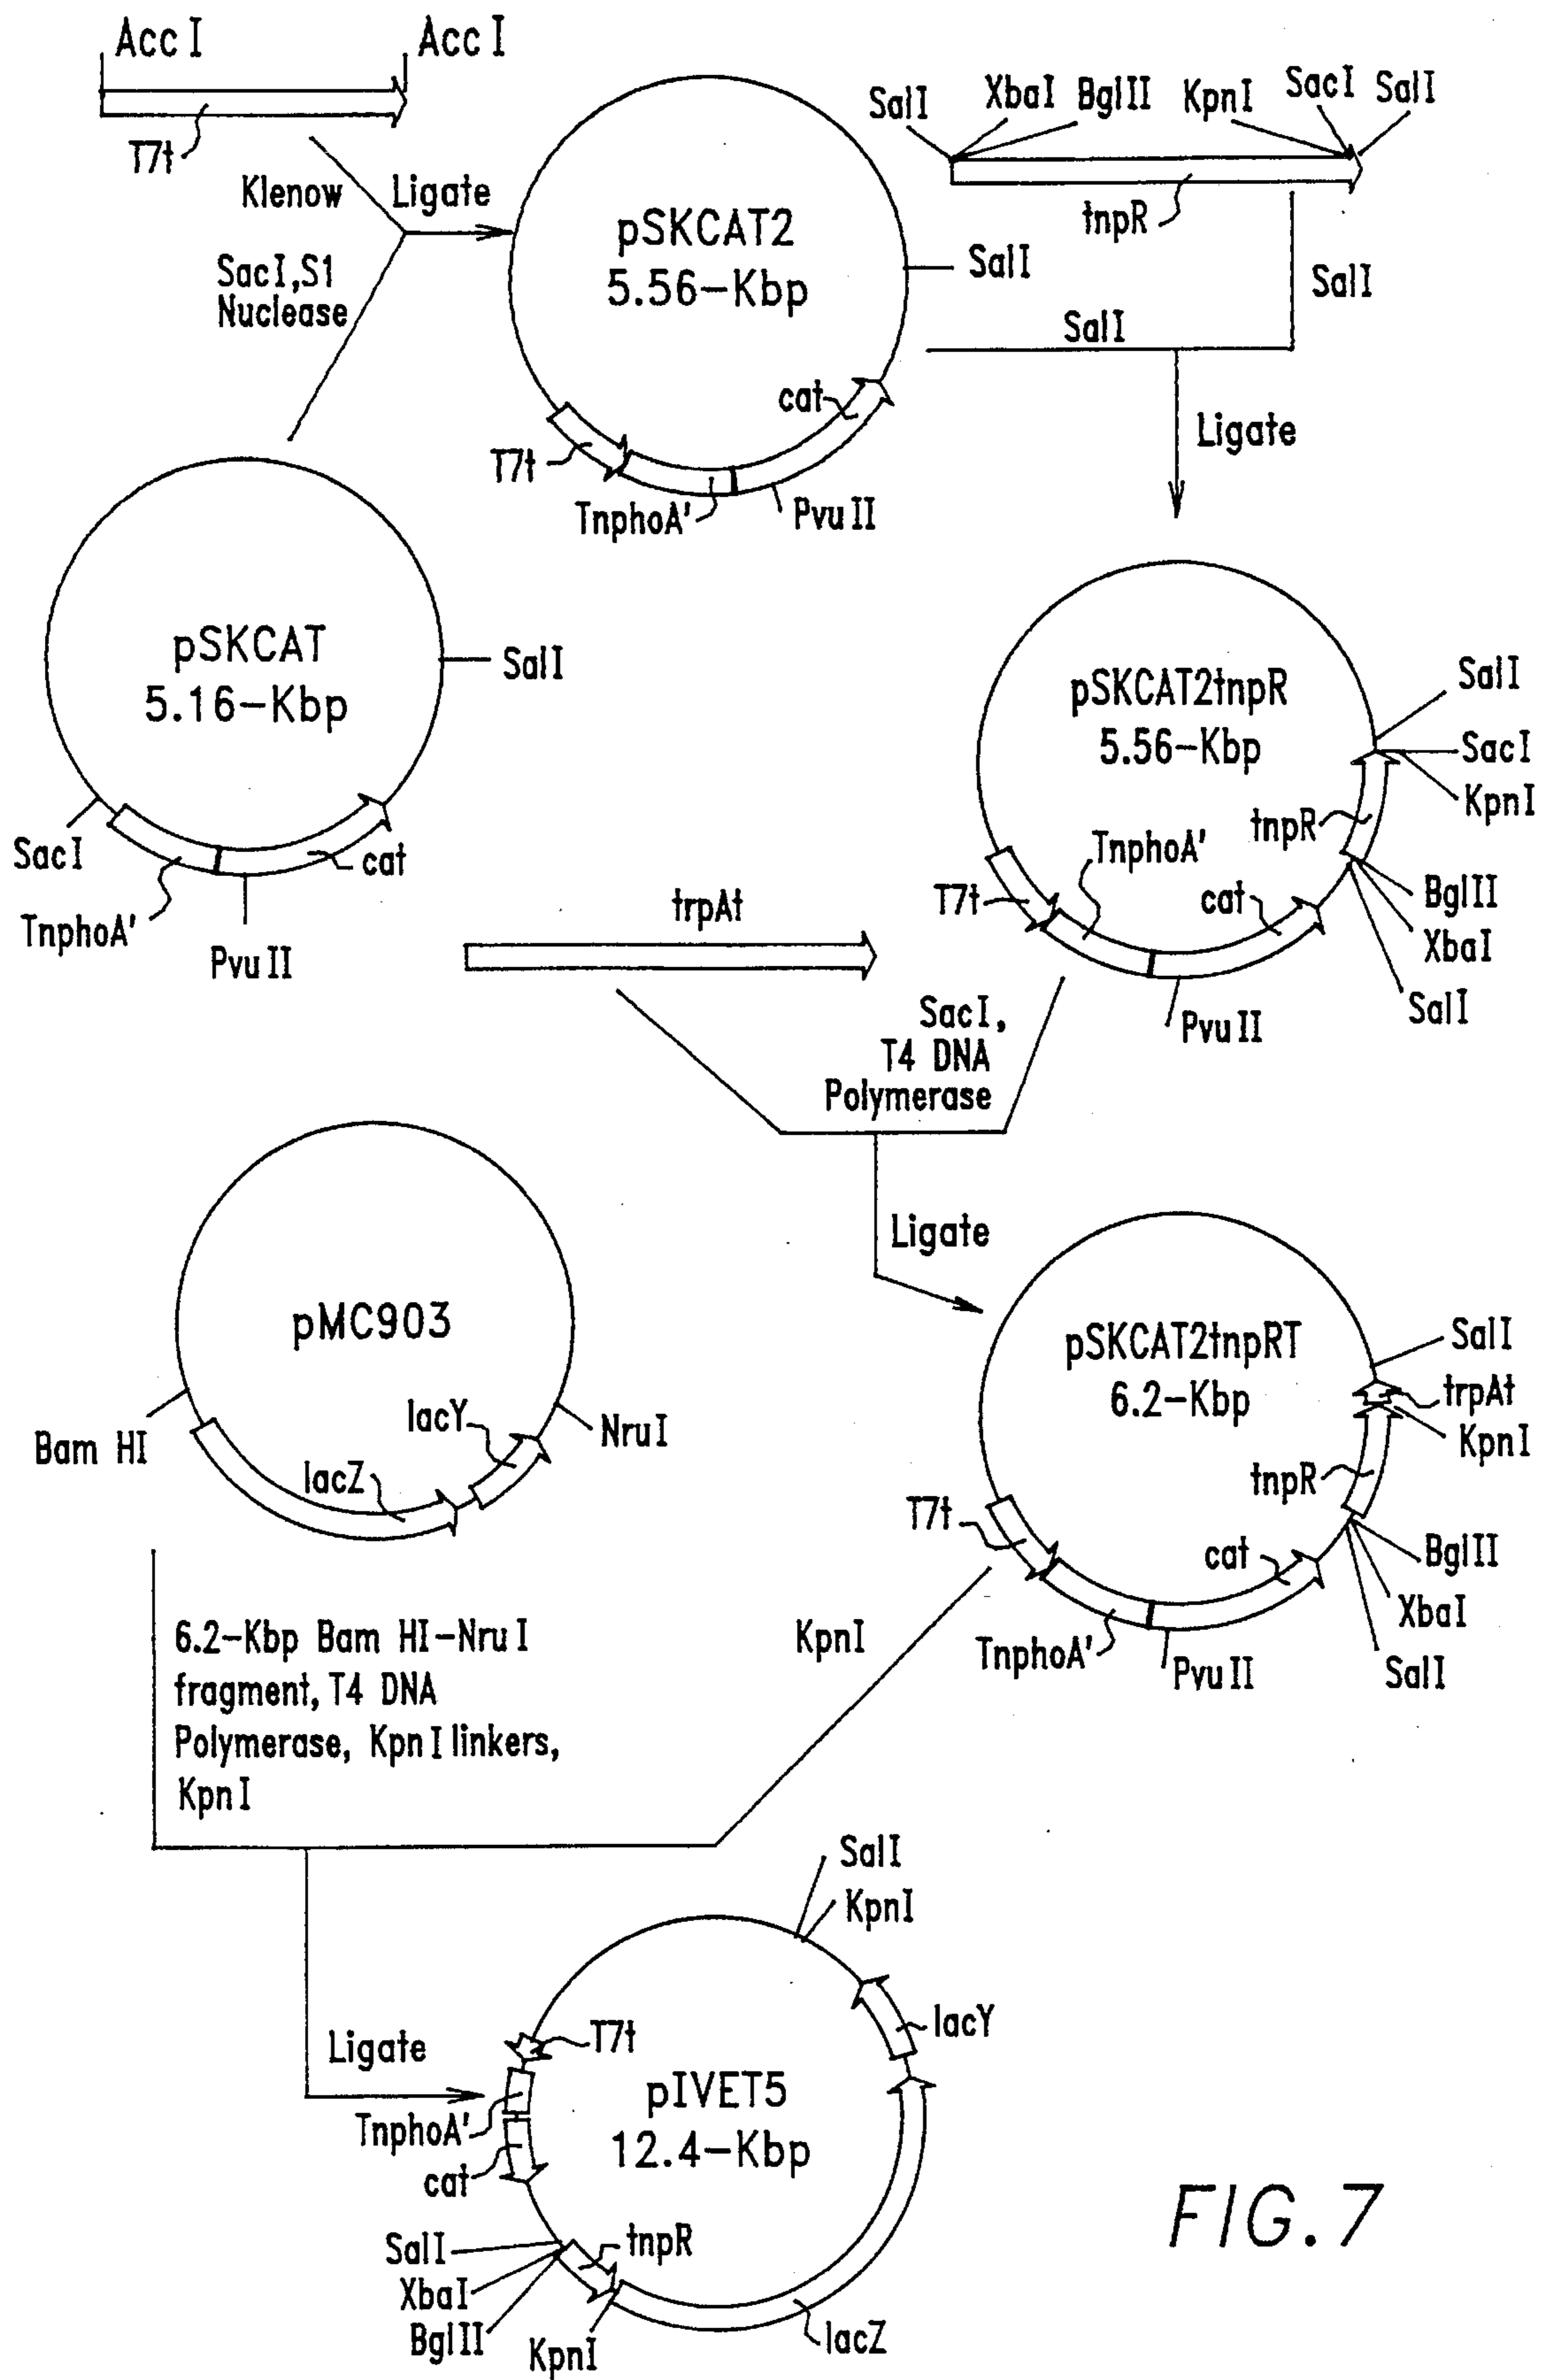 Acc I
Acc I
T7t
Klenow
Ligate
SacI,S1
Nuclease
pSKCAT2
5.56-Kbp
SalI
cat
T7t
TnphoA'
Pvu II
SalI
XbaI
BglII
KpnI
SacI
SalI
tnpR
SalI
SalI
Ligate
pSKCAT
5.16-Kbp
SalI
SacI
TnphoA'
Pvu II
cat
pSKCAT2tnpR
5.56-Kbp
SalI
SacI
KpnI
tnpR
TnphoA'
T7t
cat
BglII
XbaI
SalI
Pvu II
trpAt
SacI,
T4 DNA
Polymerase
Ligate
pMC903
Bam HI
lacY
NruI
lacZ
pSKCAT2tnpRT
6.2-Kbp
SalI
trpAt
KpnI
tnpR
T7t
cat
BglII
XbaI
SalI
TnphoA'
Pvu II
6.2-Kbp Bam HI-Nru I
fragment, T4 DNA
Polymerase, Kpn I linkers,
Kpn I
KpnI
Ligate
SalI
KpnI
lacY
T7t
pIVET5
12.4-Kbp
TnphoA'
cat
SalI
XbaI
BglII
tnpR
KpnI
lacZ
FIG. 7